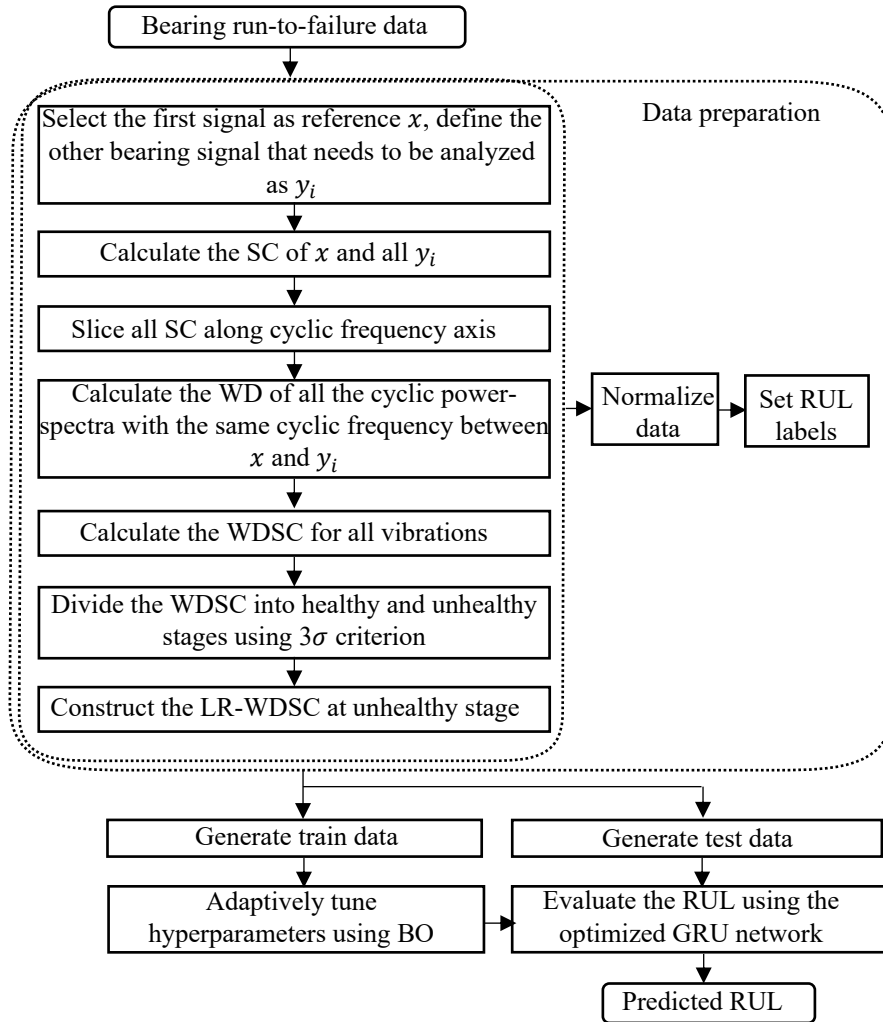 Bearing run-to-failure data
Data preparation
Select the first signal as reference x, define the
other bearing signal that needs to be analyzed
as yᵢ
Calculate the SC of x and all yᵢ
Slice all SC along cyclic frequency axis
Calculate the WD of all the cyclic power-
spectra with the same cyclic frequency between
x and yᵢ
Normalize
data
Set RUL
labels
Calculate the WDSC for all vibrations
Divide the WDSC into healthy and unhealthy
stages using 3σ criterion
Construct the LR-WDSC at unhealthy stage
Generate train data
Generate test data
Adaptively tune
hyperparameters using BO
Evaluate the RUL using the
optimized GRU network
Predicted RUL